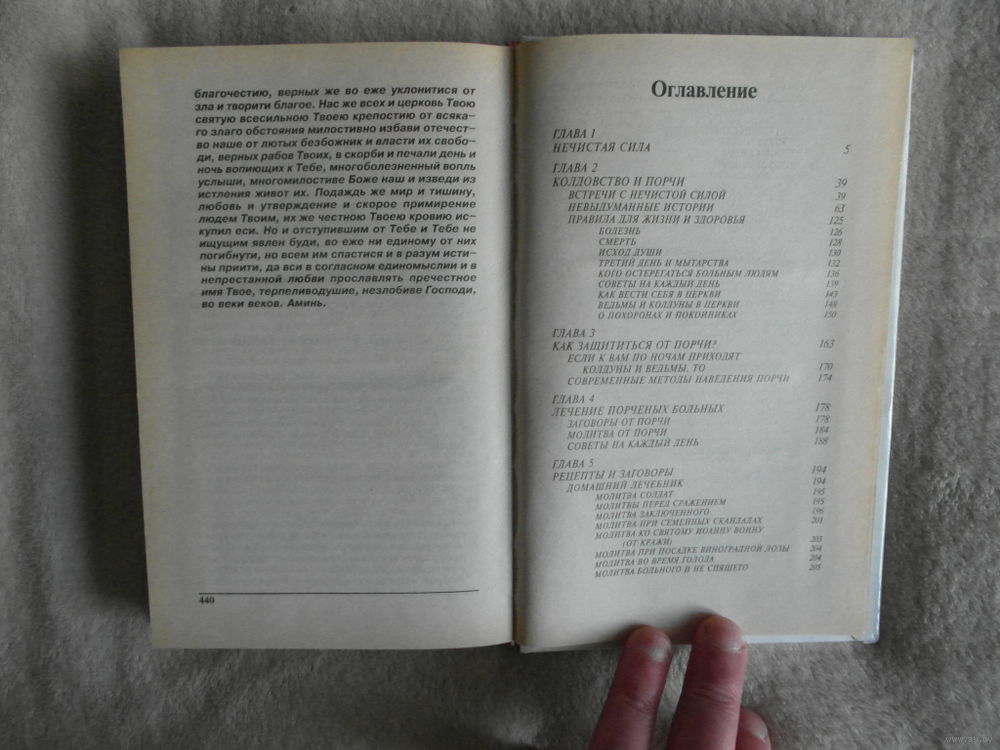 благочестию, верных же во еже уклонитися от
зла и творити благое. Нас же всех и церковь Твою
святую всесильною Твоею крепостию от всяка-
го злаго обстояния милостивно избави отечест-
во наше от лютых безбожник и власти их свобо-
ди, верных рабов Твоих, в скорби и печали день и
ночь вопиющих к Тебе, многоболезненный вопль
услыши, многомилостиве Боже наш и изведи из
истления живот их. Подаждь же мир и тишину,
любовь и утверждение и скорое примирение
людем Твоим, их же честною Твоею кровию ис-
купил еси. Но и отступившим от Тебе и Тебе не
ищущим явлен буди, во еже ни единому от них
погибнути, но всем им спастися и в разум исти-
ны приити, да вси в согласном единомыслии и в
непрестанной любви прославлять пречестное
имя Твое, терпеливодушие, незлобиве Господи,
во веки веков. Аминь.
440
Оглавление
ГЛАВА 1
НЕЧИСТАЯ СИЛА 5
ГЛАВА 2
КОЛДОВСТВО И ПОРЧИ 39
ВСТРЕЧИ С НЕЧИСТОЙ СИЛОЙ 39
НЕВЫДУМАННЫЕ ИСТОРИИ 63
ПРАВИЛА ДЛЯ ЖИЗНИ И ЗДОРОВЬЯ 125
БОЛЕЗНЬ 126
СМЕРТЬ 128
ИСХОД ДУШИ 130
ТРЕТИЙ ДЕНЬ И МЫТАРСТВА 132
КОГО ОСТЕРЕГАТЬСЯ БОЛЬНЫМ ЛЮДЯМ 136
СОВЕТЫ НА КАЖДЫЙ ДЕНЬ 139
КАК ВЕСТИ СЕБЯ В ЦЕРКВИ 143
ВЕДЬМЫ И КОЛДУНЫ В ЦЕРКВИ 148
О ПОХОРОНАХ И ПОКОЙНИКАХ 150
ГЛАВА 3
КАК ЗАЩИТИТЬСЯ ОТ ПОРЧИ? 163
ЕСЛИ К ВАМ ПО НОЧАМ ПРИХОДЯТ
КОЛДУНЫ И ВЕДЬМЫ, ТО 170
СОВРЕМЕННЫЕ МЕТОДЫ НАВЕДЕНИЯ ПОРЧИ 174
ГЛАВА 4
ЛЕЧЕНИЕ ПОРЧЕНЫХ БОЛЬНЫХ 178
ЗАГОВОРЫ ОТ ПОРЧИ 178
МОЛИТВА ОТ ПОРЧИ 184
СОВЕТЫ НА КАЖДЫЙ ДЕНЬ 188
ГЛАВА 5
РЕЦЕПТЫ И ЗАГОВОРЫ 194
ДОМАШНИЙ ЛЕЧЕБНИК 194
МОЛИТВА СОЛДАТ 195
МОЛИТВЫ ПЕРЕД СРАЖЕНИЕМ 195
МОЛИТВА ЗАКЛЮЧЕННОГО 196
МОЛИТВА ПРИ СЕМЕЙНЫХ СКАНДАЛАХ 201
МОЛИТВА КО СВЯТОМУ ИОАННУ ВОИНУ
(ОТ КРАЖИ) 203
МОЛИТВА ПРИ ПОСАДКЕ ВИНОГРАДНОЙ ЛОЗЫ 204
МОЛИТВА ВО ВРЕМЯ ГОЛОДА 204
МОЛИТВА БОЛЬНОГО И НЕ СПЯЩЕГО 205